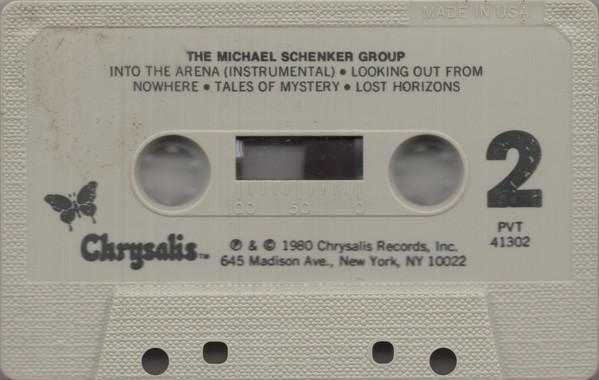 MADE IN USA
THE MICHAEL SCHENKER GROUP
INTO THE ARENA (INSTRUMENTAL) • LOOKING OUT FROM
NOWHERE • TALES OF MYSTERY • LOST HORIZONS
100 50 0
2
PVT
41302
Chrysalis™
℗ & © 1980 Chrysalis Records, Inc.
645 Madison Ave., New York, NY 10022